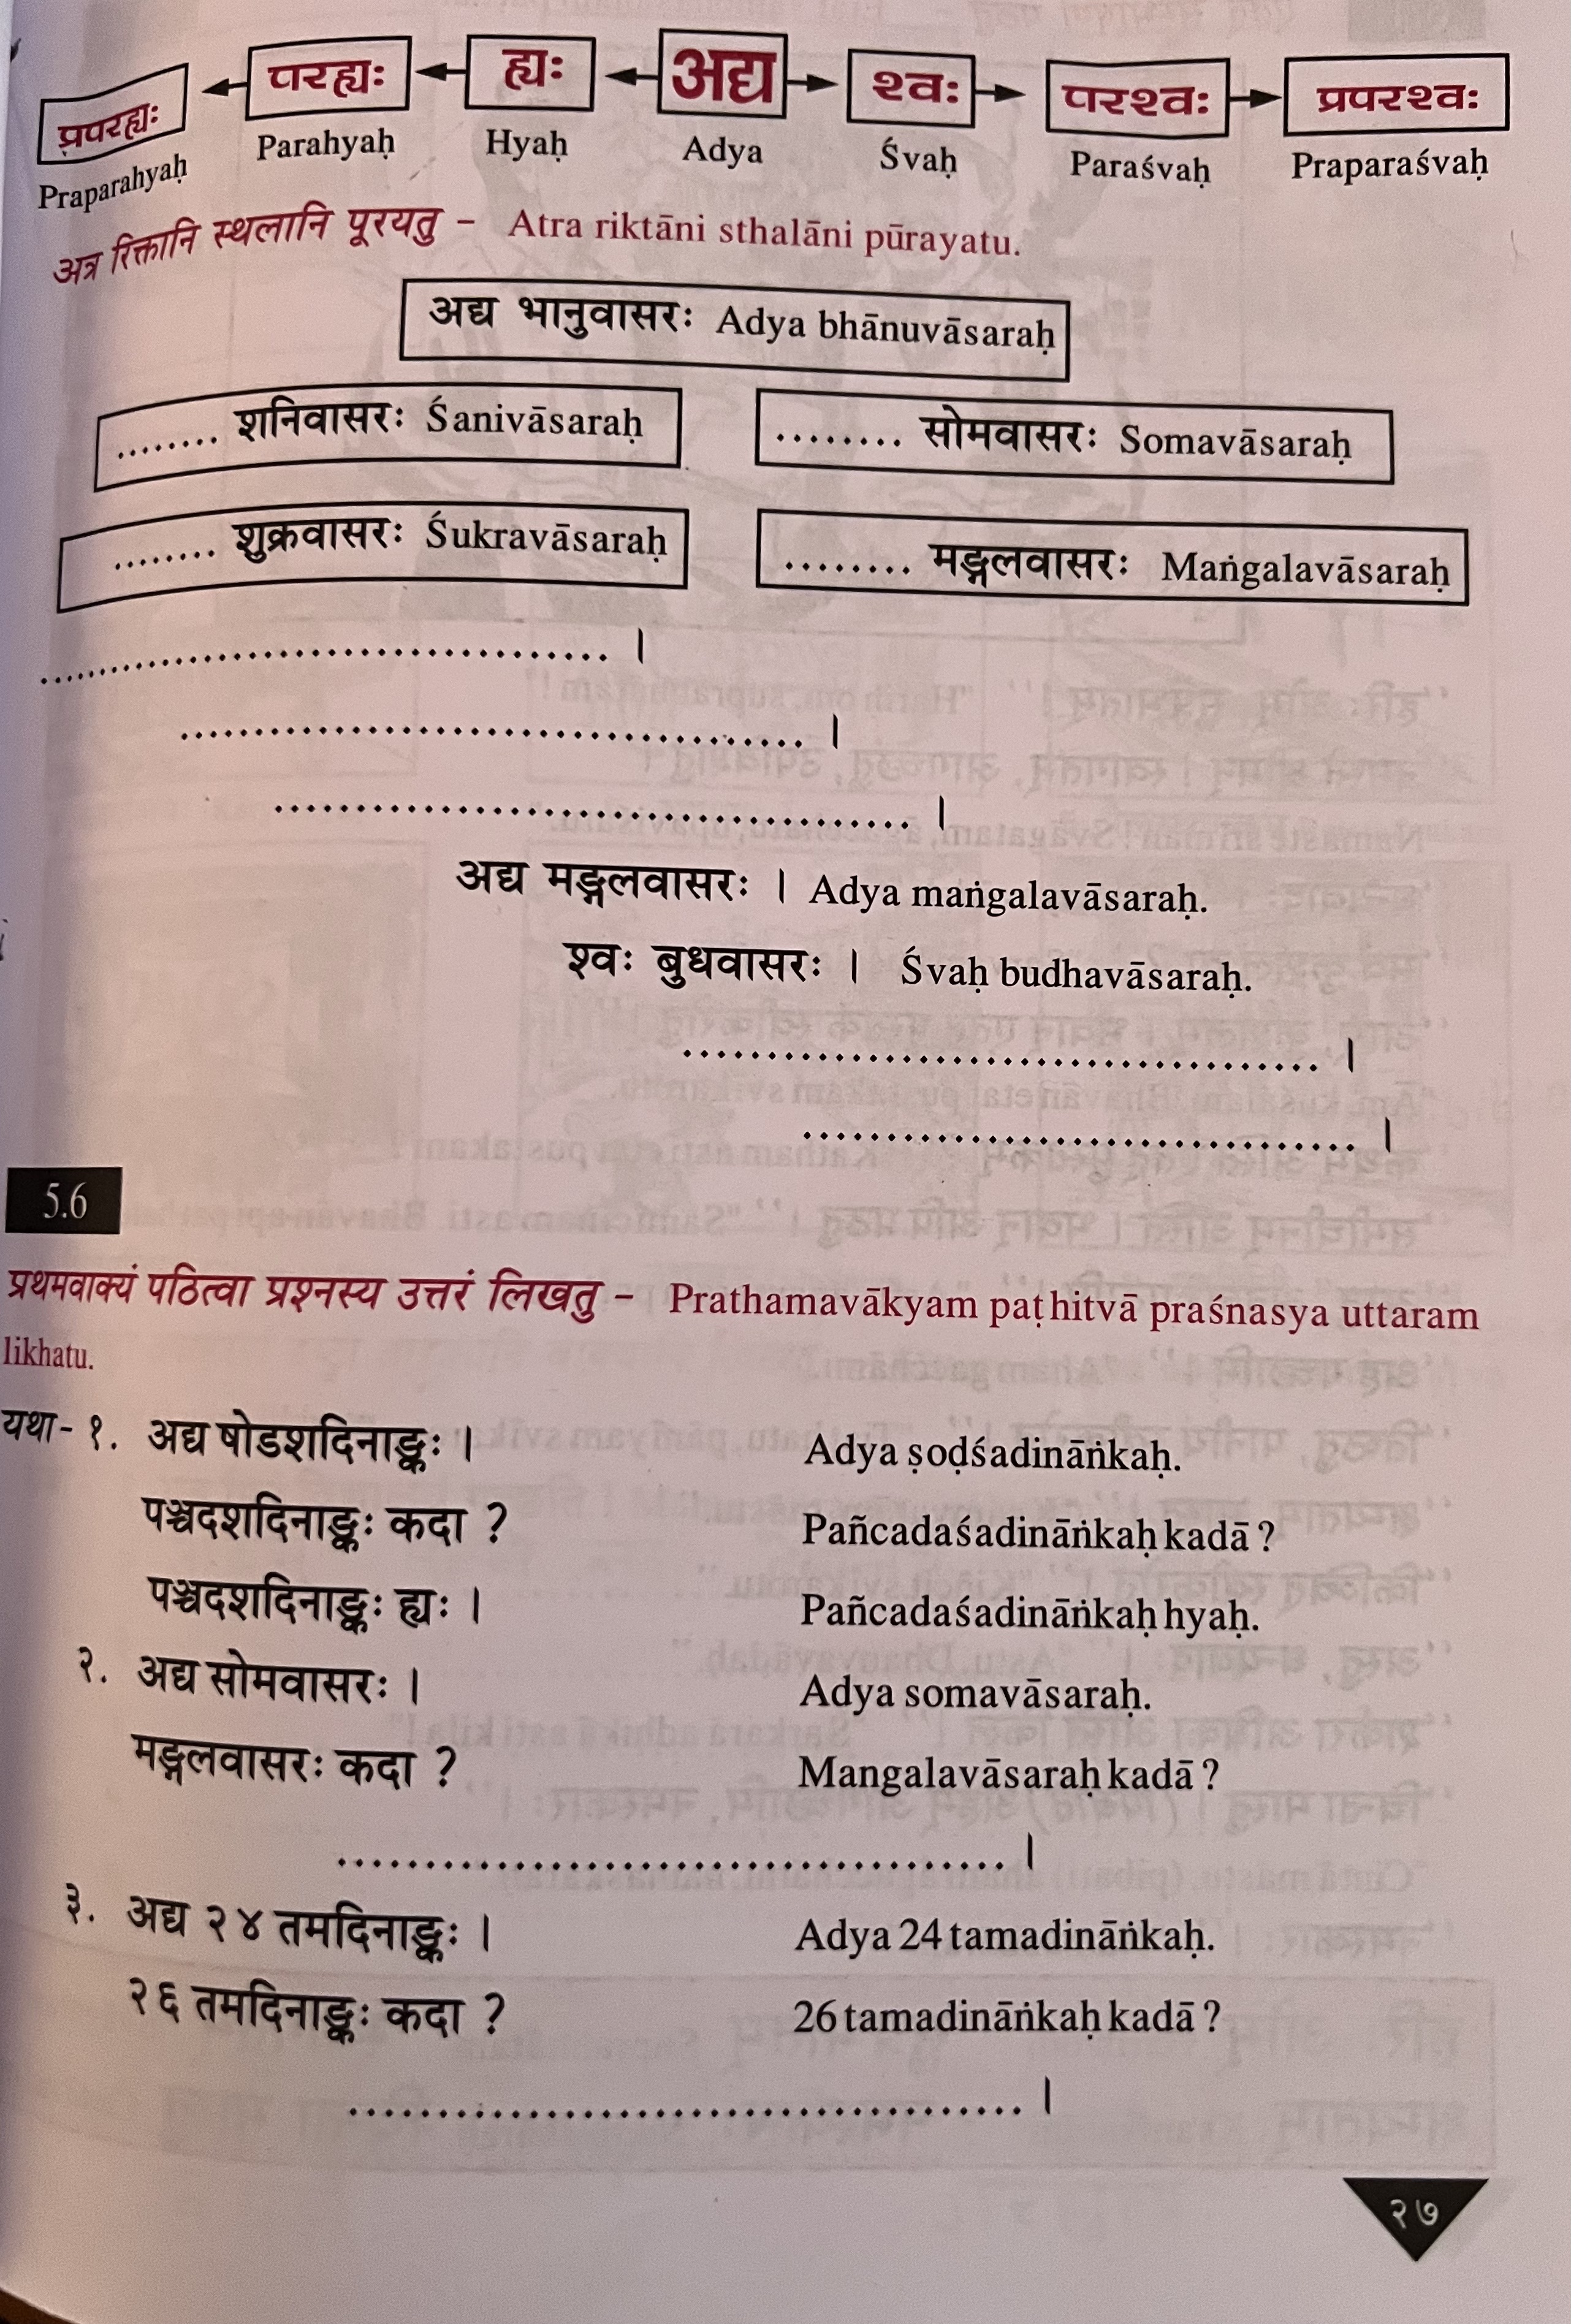 प्रपरह्यः परह्यः ह्यः अद्य श्वः परश्वः प्रपरश्वः
Praparahyaḥ Parahyaḥ Hyaḥ Adya Śvaḥ Paraśvaḥ Praparaśvaḥ
अत्र रिक्तानि स्थलानि पूरयतु – Atra riktāni sthalāni pūrayatu.
अद्य भानुवासरः Adya bhānuvāsaraḥ
........ शनिवासरः Śanivāsaraḥ
........ सोमवासरः Somavāsaraḥ
........ शुक्रवासरः Śukravāsaraḥ
........ मङ्गलवासरः Maṅgalavāsaraḥ
...................................... ।
...................................... ।
...................................... ।
अद्य मङ्गलवासरः । Adya maṅgalavāsaraḥ.
श्वः बुधवासरः । Śvaḥ budhavāsaraḥ.
...................................... ।
...................................... ।
5.6
प्रथमवाक्यं पठित्वा प्रश्नस्य उत्तरं लिखतु – Prathamavākyam paṭhitvā praśnasya uttaram
likhatu.
यथा- १. अद्य षोडशदिनाङ्कः । Adya ṣoḍśadināṅkaḥ.
पञ्चदशदिनाङ्कः कदा ? Pañcadaśadināṅkaḥ kadā ?
पञ्चदशदिनाङ्कः ह्यः । Pañcadaśadināṅkaḥ hyaḥ.
२. अद्य सोमवासरः । Adya somavāsaraḥ.
मङ्गलवासरः कदा ? Mangalavāsaraḥ kadā ?
...................................... ।
३. अद्य २४ तमदिनाङ्कः । Adya 24 tamadināṅkaḥ.
२६ तमदिनाङ्कः कदा ? 26 tamadināṅkaḥ kadā ?
...................................... ।
२७